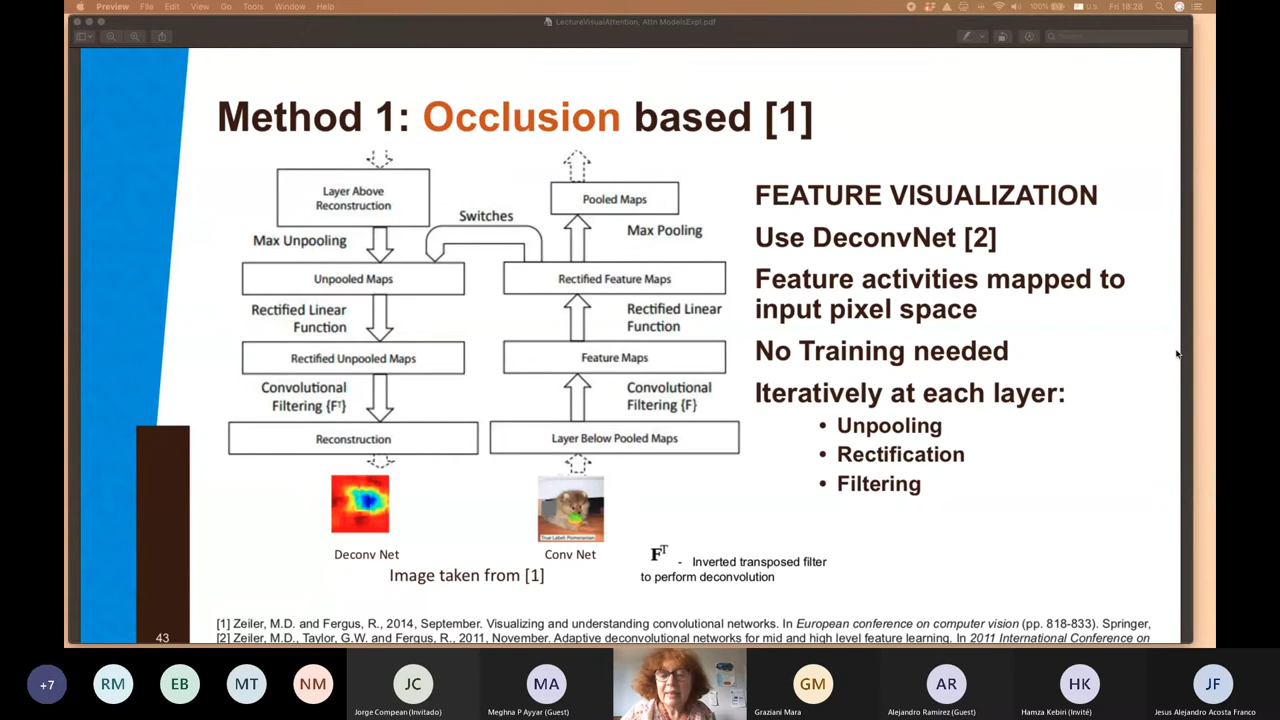 Preview File Edit View Go Tools Window Help
100% U.S. Fri 18:28
LectureVisualAttention, Attn ModelsExpl.pdf
Search
Method 1: Occlusion based [1]
Layer Above
Reconstruction
Pooled Maps
Switches
Max Unpooling
Max Pooling
Unpooled Maps
Rectified Feature Maps
Rectified Linear
Function
Rectified Linear
Function
Rectified Unpooled Maps
Feature Maps
Convolutional
Filtering {Fᵀ}
Convolutional
Filtering {F}
Reconstruction
Layer Below Pooled Maps
True Label: Pomeranian
Deconv Net
Conv Net
Image taken from [1]
FEATURE VISUALIZATION
Use DeconvNet [2]
Feature activities mapped to
input pixel space
No Training needed
Iteratively at each layer:
• Unpooling
• Rectification
• Filtering
Fᵀ - Inverted transposed filter
to perform deconvolution
[1] Zeiler, M.D. and Fergus, R., 2014, September. Visualizing and understanding convolutional networks. In European conference on computer vision (pp. 818-833). Springer,
[2] Zeiler, M.D., Taylor, G.W. and Fergus, R., 2011, November. Adaptive deconvolutional networks for mid and high level feature learning. In 2011 International Conference on
43
+7 RM EB MT NM JC MA GM AR HK JF
Jorge Compean (Invitado) Meghna P Ayyar (Guest) Graziani Mara Alejandro Ramirez (Guest) Hamza Kebiri (Invité) Jesus Alejandro Acosta Franco